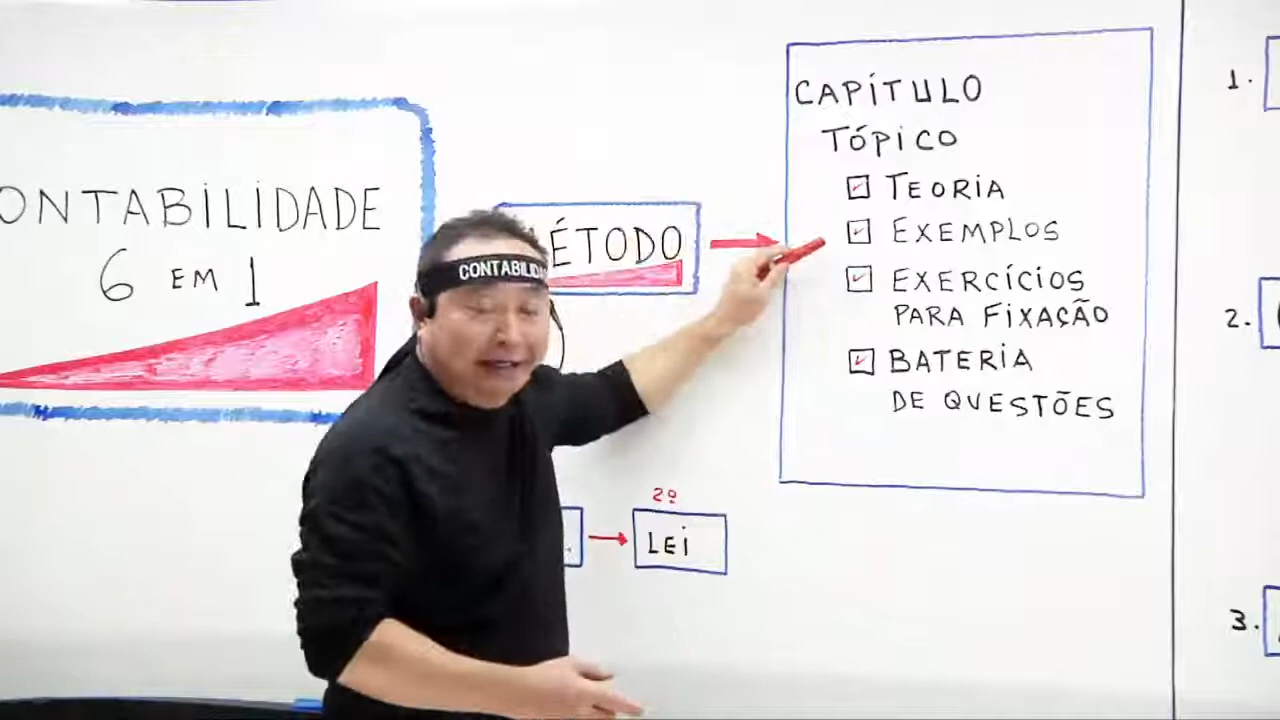 ONTABILIDADE
6 EM 1
CONTABILIDA
ÉTODO
CAPÍTULO
TÓPICO
TEORIA
EXEMPLOS
EXERCÍCIOS
PARA FIXAÇÃO
BATERIA
DE QUESTÕES
2º
LEI
1.
2.
3.